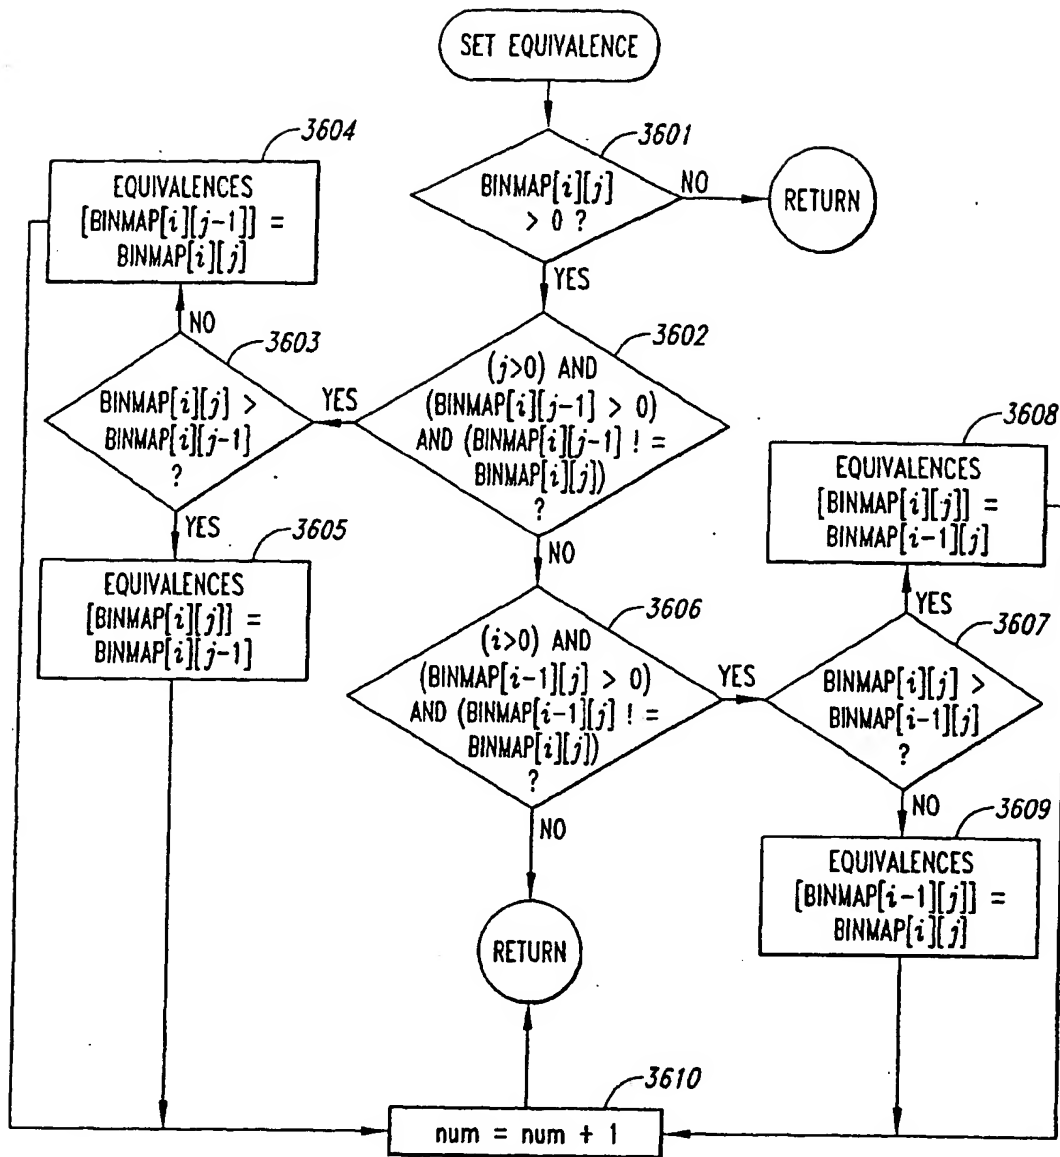 SET EQUIVALENCE
3601
BINMAP[i][j]
> 0 ?
NO
RETURN
YES
3602
(j>0) AND
(BINMAP[i][j-1] > 0)
AND (BINMAP[i][j-1] ! =
BINMAP[i][j])
?
YES
NO
3603
BINMAP[i][j] >
BINMAP[i][j-1]
?
NO
YES
3604
EQUIVALENCES
[BINMAP[i][j-1]] =
BINMAP[i][j]
3605
EQUIVALENCES
[BINMAP[i][j]] =
BINMAP[i][j-1]
3606
(i>0) AND
(BINMAP[i-1][j] > 0)
AND (BINMAP[i-1][j] ! =
BINMAP[i][j])
?
YES
NO
3607
BINMAP[i][j] >
BINMAP[i-1][j]
?
YES
NO
3608
EQUIVALENCES
[BINMAP[i][j]] =
BINMAP[i-1][j]
3609
EQUIVALENCES
[BINMAP[i-1][j]] =
BINMAP[i][j]
RETURN
3610
num = num + 1